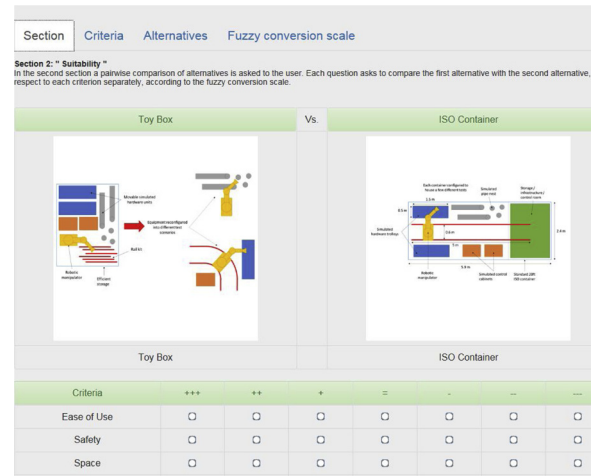 Section Criteria Alternatives Fuzzy conversion scale
Section 2: " Suitability "
In the second section a pairwise comparison of alternatives is asked to the user. Each question asks to compare the first alternative with the second alternative,
respect to each criterion separately, according to the fuzzy conversion scale.
Toy Box Vs. ISO Container
Movable simulated
hardware units
Equipment reconfigured
into different test
scenarios
Rail kit
Robotic
manipulator
Efficient
storage
Each container configured to
house a few different tests
Simulated
pipe rack
Storage /
infrastructure /
control room
Simulated
hardware trolleys
Robotic
manipulator
Simulated control
cabinets
Standard 20ft
ISO container
Toy Box ISO Container
Criteria +++ ++ + = - -- ---
Ease of Use
Safety
Space